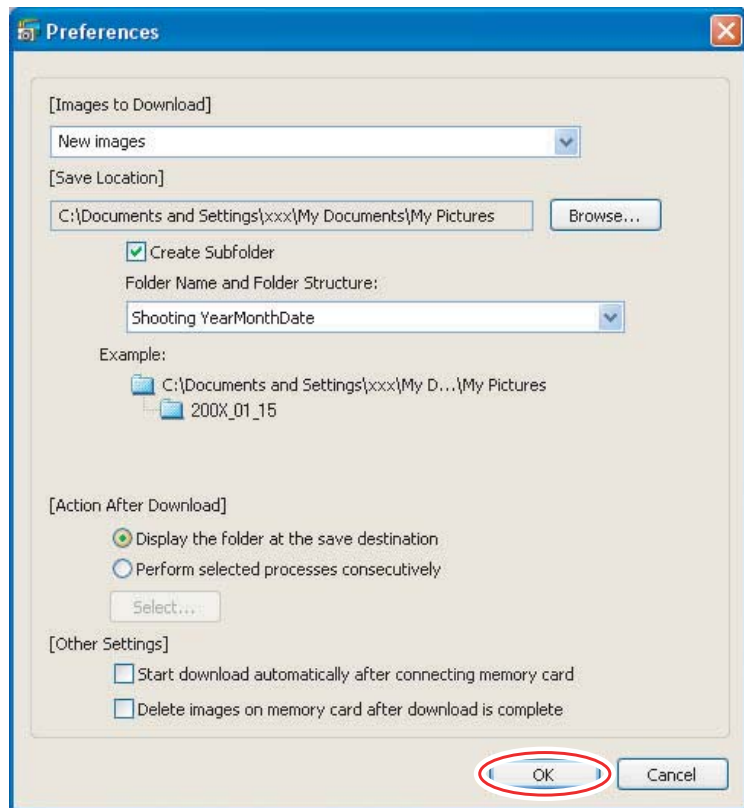 Preferences
[Images to Download]
New images
[Save Location]
C:\Documents and Settings\xxx\My Documents\My Pictures
Browse...
Create Subfolder
Folder Name and Folder Structure:
Shooting YearMonthDate
Example:
C:\Documents and Settings\xxx\My D...\My Pictures
200X_01_15
[Action After Download]
Display the folder at the save destination
Perform selected processes consecutively
Select...
[Other Settings]
Start download automatically after connecting memory card
Delete images on memory card after download is complete
OK
Cancel